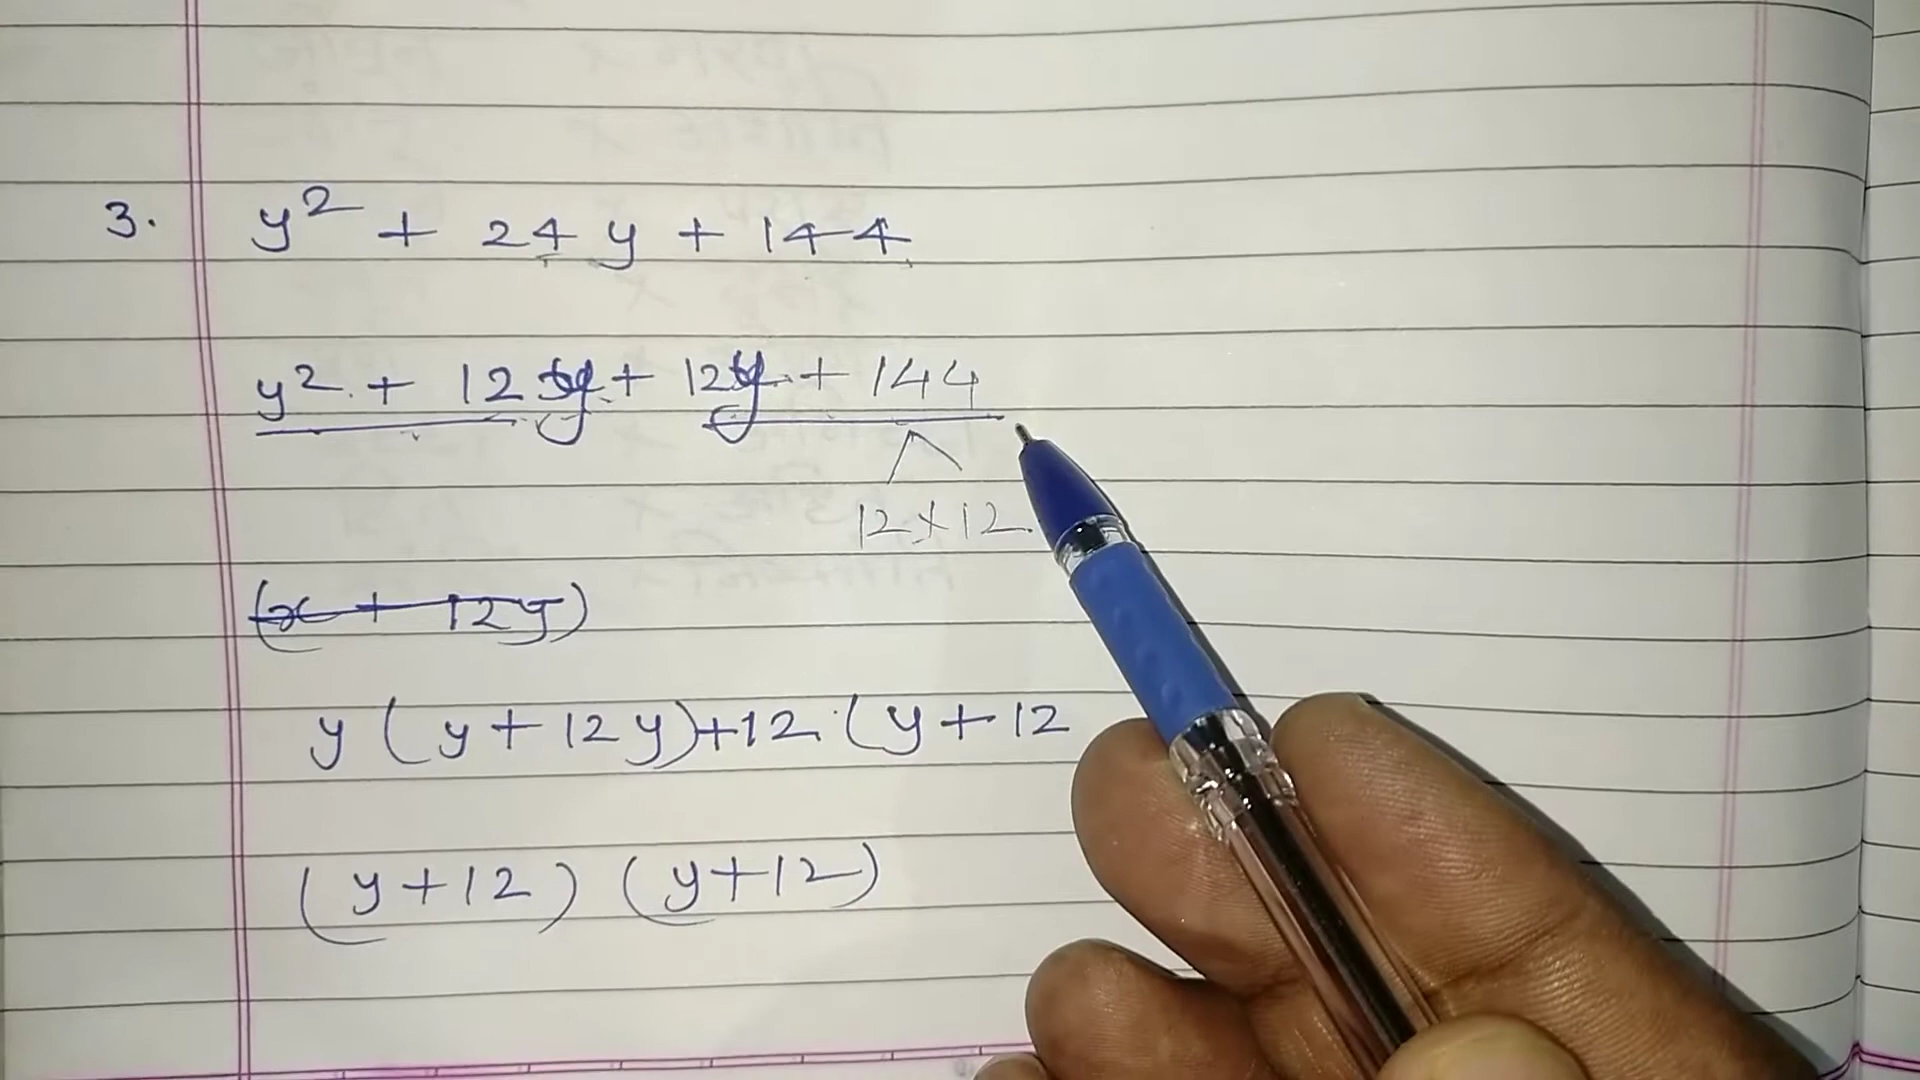 3. y² + 24y + 144
y² + 12y + 12y + 144
12 x 12.
(x + 12y)
y (y + 12y) + 12 (y + 12
(y + 12) (y + 12)